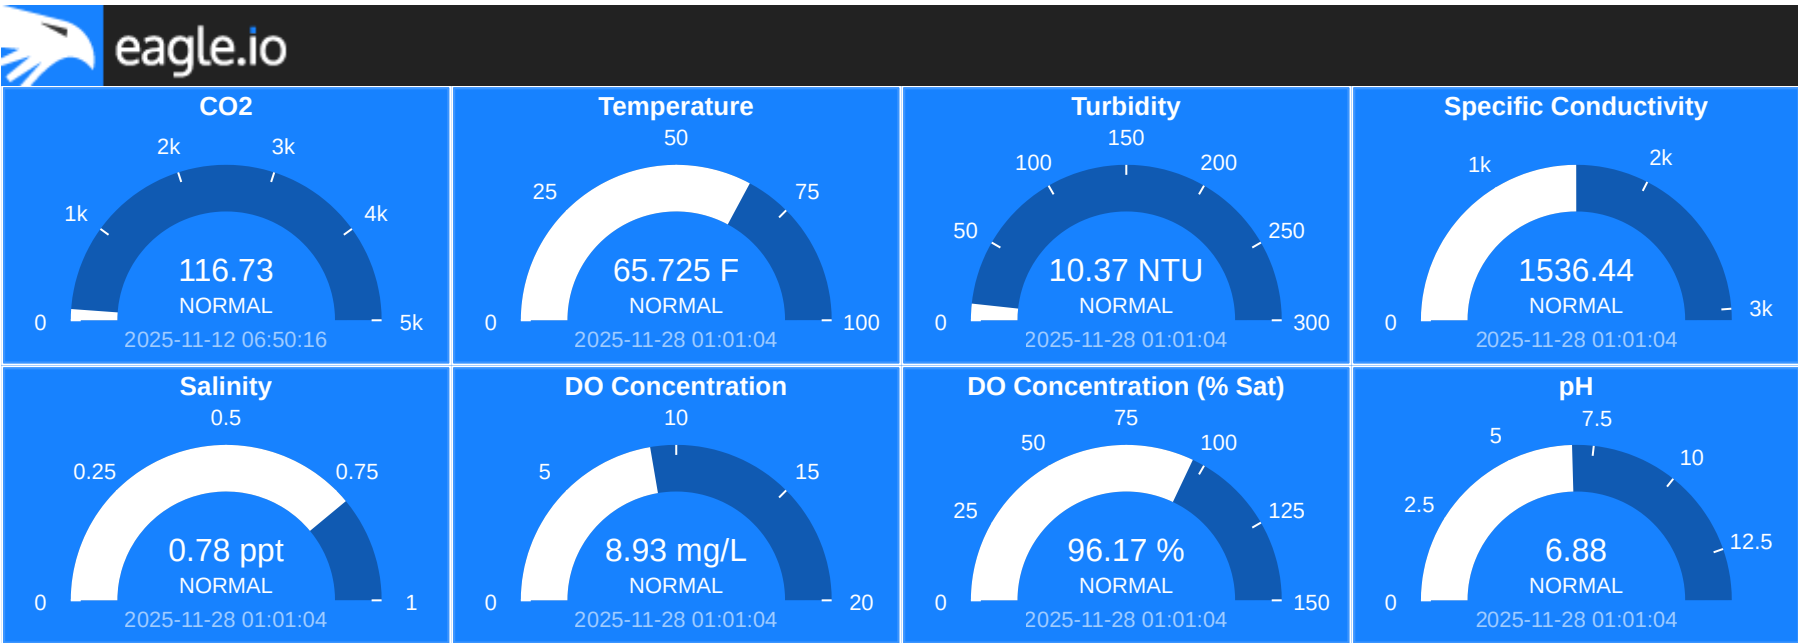 eagle.io
CO2
2k
3k
1k
4k
116.73
NORMAL
0
5k
2025-11-12 06:50:16
Temperature
50
25
75
65.725 F
NORMAL
0
100
2025-11-28 01:01:04
Turbidity
150
100
200
50
250
10.37 NTU
NORMAL
0
300
2025-11-28 01:01:04
Specific Conductivity
1k
2k
1536.44
NORMAL
0
3k
2025-11-28 01:01:04
Salinity
0.5
0.25
0.75
0.78 ppt
NORMAL
0
1
2025-11-28 01:01:04
DO Concentration
10
5
15
8.93 mg/L
NORMAL
0
20
2025-11-28 01:01:04
DO Concentration (% Sat)
75
50
100
25
125
96.17 %
NORMAL
0
150
2025-11-28 01:01:04
pH
7.5
5
10
2.5
12.5
6.88
NORMAL
0
2025-11-28 01:01:04